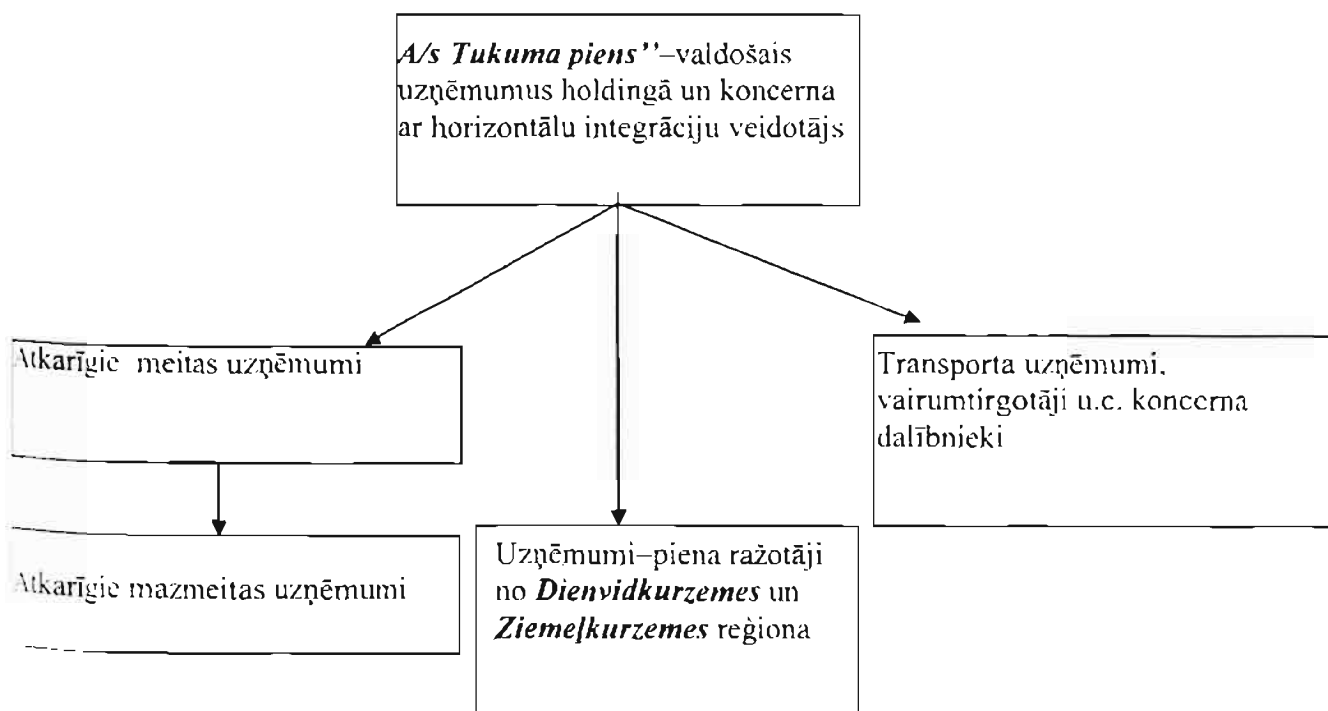 A/s Tukuma piens’’–valdošais
uzņēmumus holdingā un koncerna
ar horizontālu integrāciju veidotājs
Atkarīgie meitas uzņēmumi
Transporta uzņēmumi,
vairumtirgotāji u.c. koncerna
dalībnieki
Atkarīgie mazmeitas uzņēmumi
Uzņēmumi–piena ražotāji
no Dienvidkurzemes un
Ziemeļkurzemes reģiona